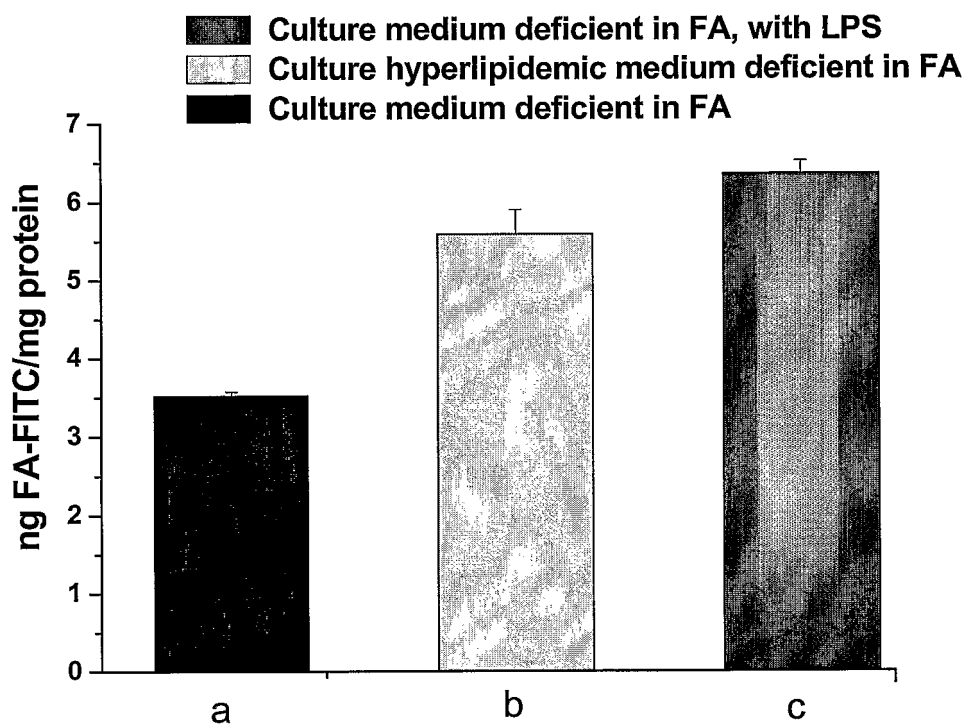 Culture medium deficient in FA, with LPS
Culture hyperlipidemic medium deficient in FA
Culture medium deficient in FA
ng FA-FITC/mg protein
7
6
5
4
3
2
1
0
a b c